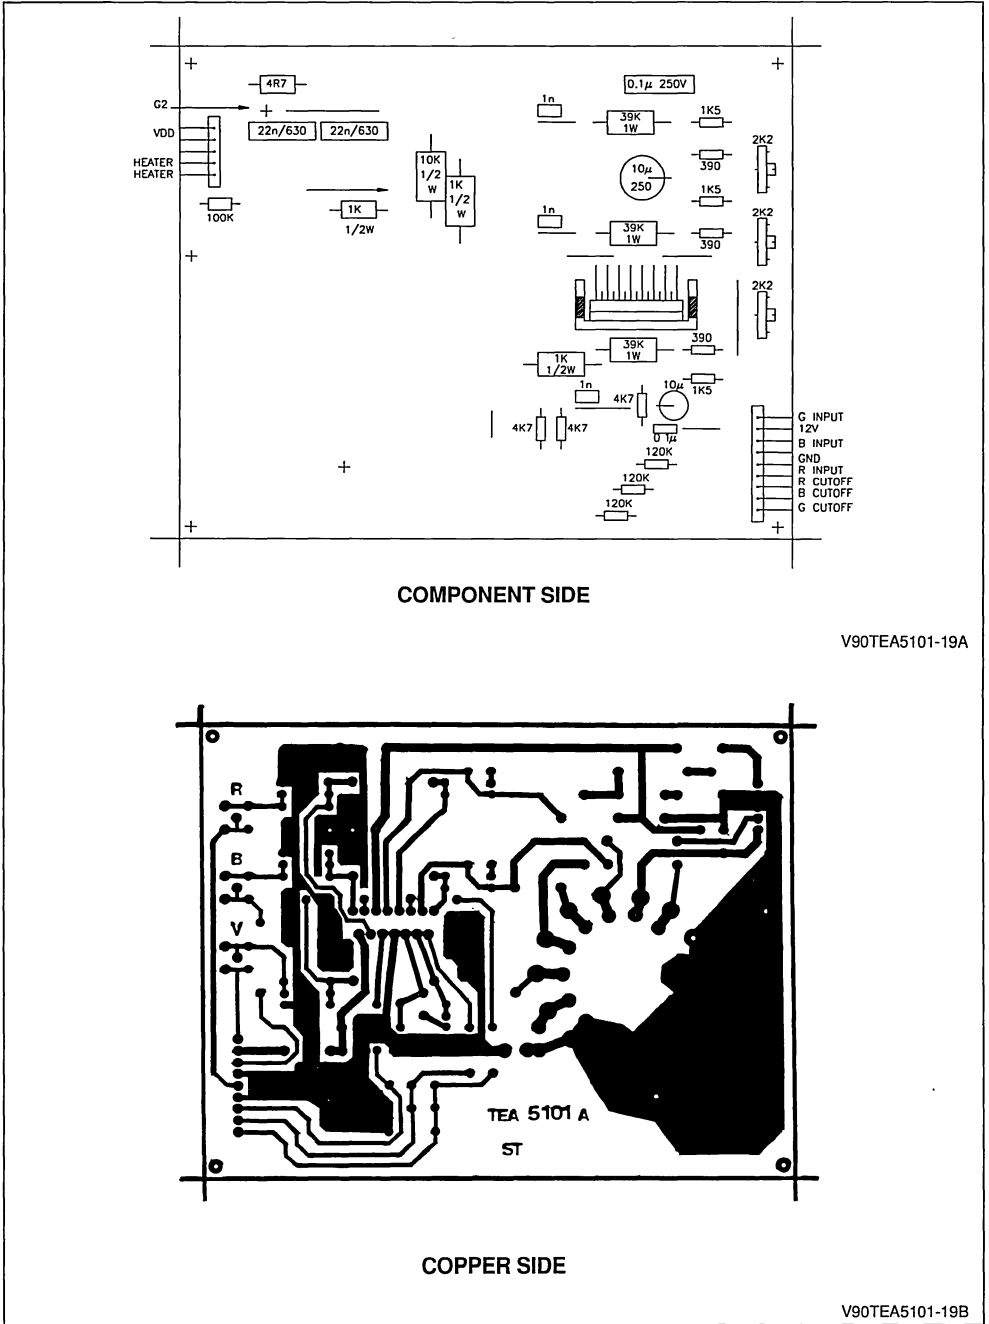 4R7
0.1µ 250V
1n
G2
39K
1W
1K5
22n/630
22n/630
VDD
2K2
10K
1/2
W
10µ
250
390
HEATER
HEATER
1K
1/2
W
1K5
100K
1K
1/2W
1n
39K
1W
390
2K2
2K2
390
39K
1W
1K
1/2W
1n
10µ
1K5
4K7
G INPUT
12V
4K7
4K7
0 1µ
B INPUT
120K
GND
R INPUT
120K
R CUTOFF
B CUTOFF
120K
G CUTOFF
COMPONENT SIDE
V90TEA5101-19A
R
B
V
TEA 5101 A
ST
COPPER SIDE
V90TEA5101-19B